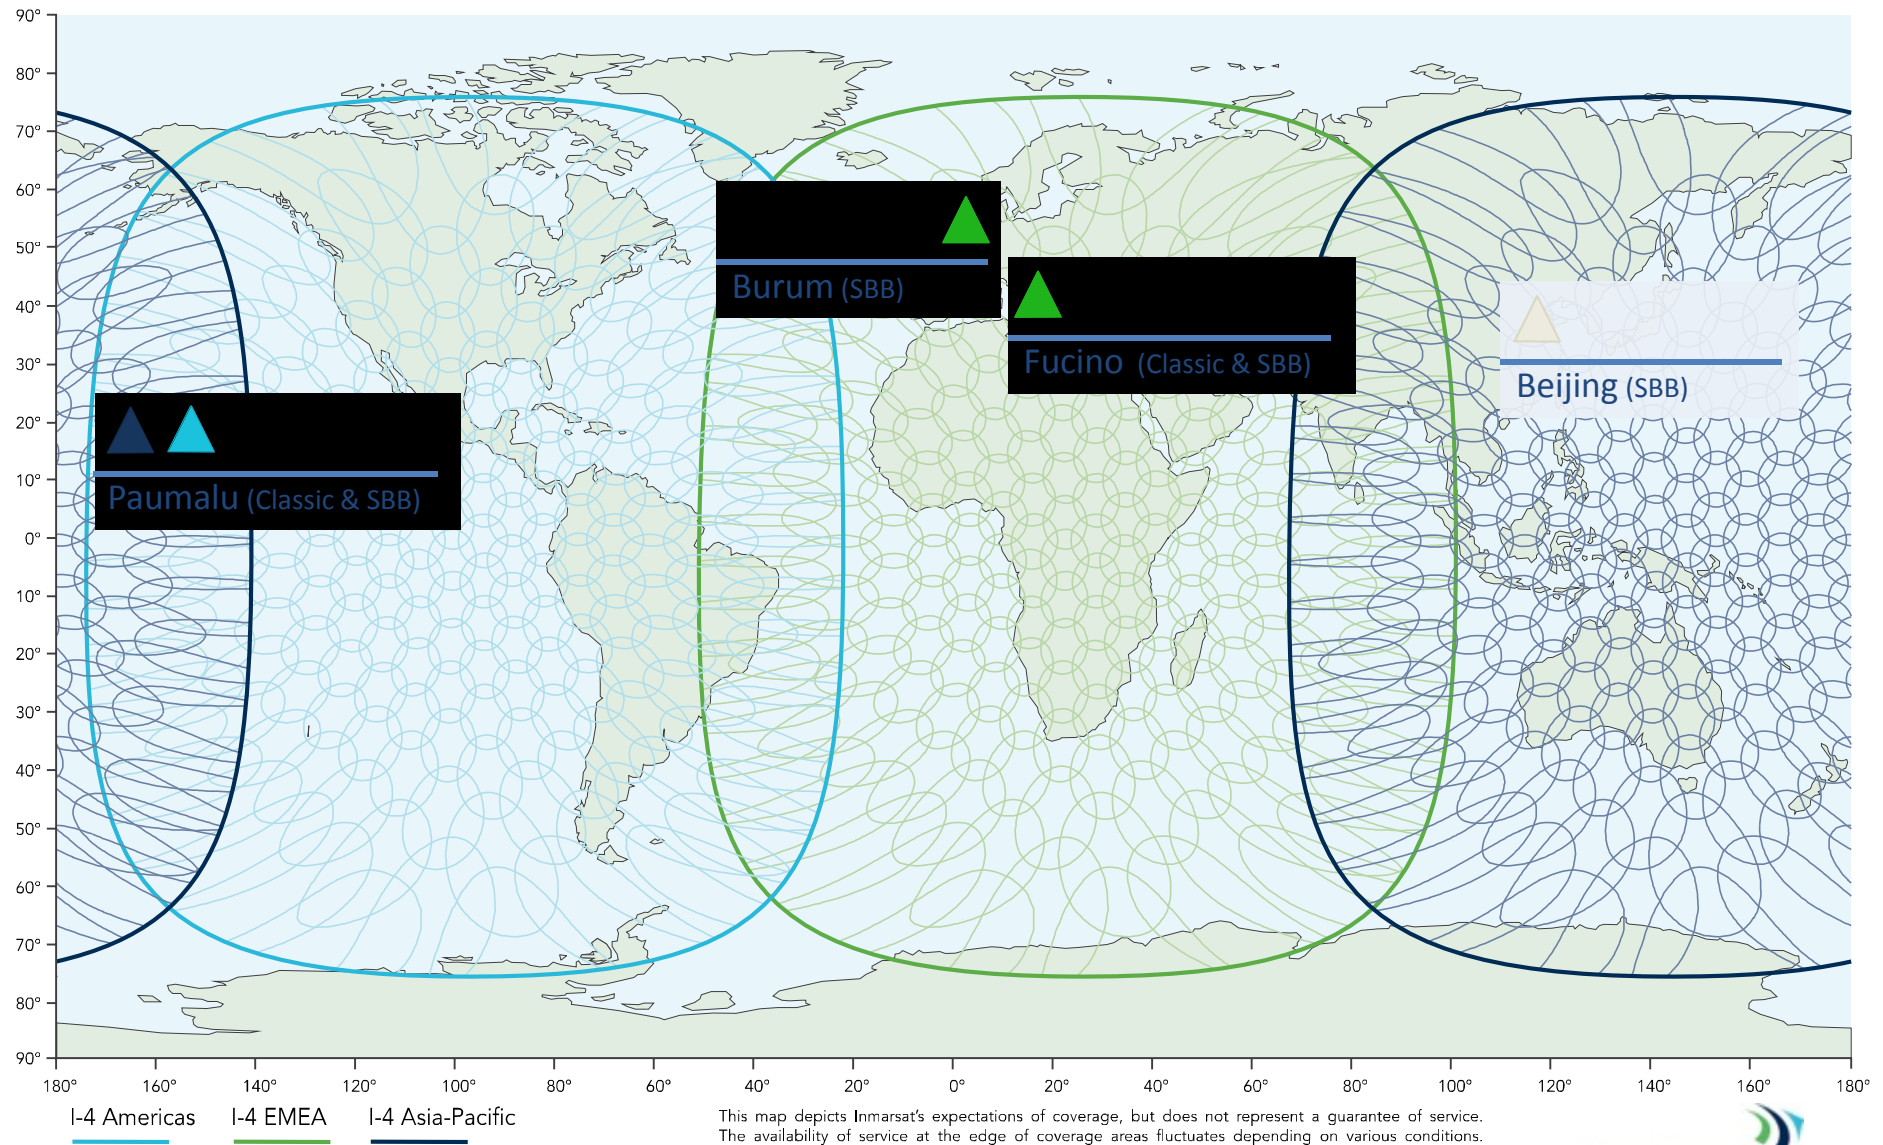 90°
80°
70°
60°
50°
40°
30°
20°
10°
0°
10°
20°
30°
40°
50°
60°
70°
80°
90°
Burum (SBB)
Fucino (Classic & SBB)
Beijing (SBB)
Paumalu (Classic & SBB)
180° 160° 140° 120° 100° 80° 60° 40° 20° 0° 20° 40° 60° 80° 100° 120° 140° 160° 180°
I-4 Americas I-4 EMEA I-4 Asia-Pacific
This map depicts Inmarsat’s expectations of coverage, but does not represent a guarantee of service.
The availability of service at the edge of coverage areas fluctuates depending on various conditions.